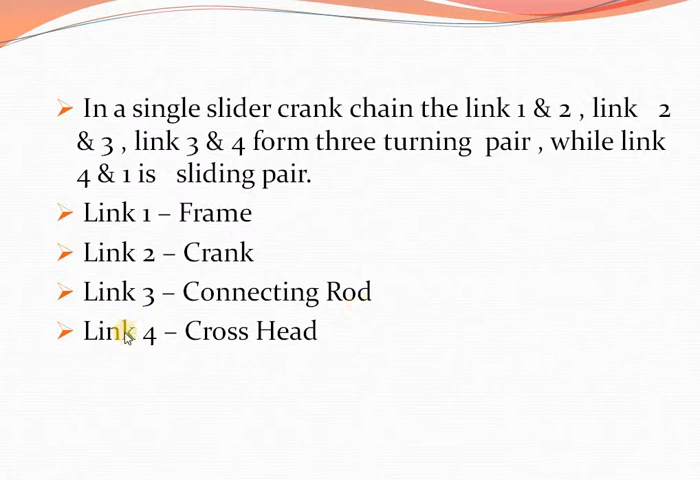 In a single slider crank chain the link 1 & 2 , link 2
& 3 , link 3 & 4 form three turning pair , while link
4 & 1 is sliding pair.
Link 1 – Frame
Link 2 – Crank
Link 3 – Connecting Rod
Link 4 – Cross Head